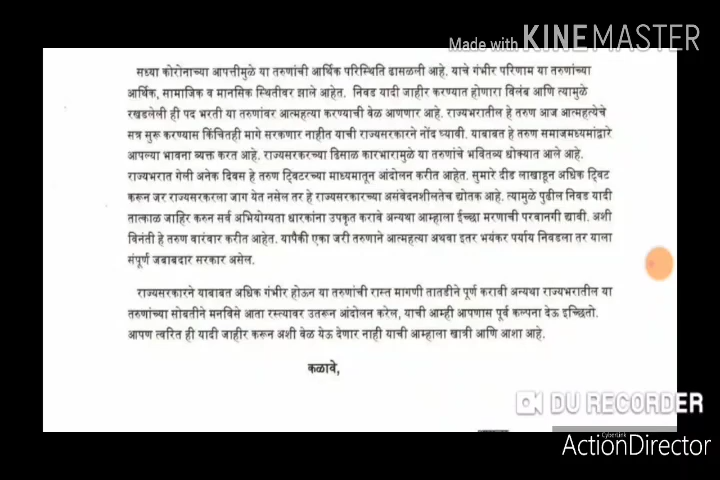 Made with KINEMASTER
सध्या कोरोनाच्या आपत्तीमुळे या तरुणांची आर्थिक परिस्थिति ढासळली आहे. याचे गंभीर परिणाम या तरुणांच्या
आर्थिक, सामाजिक व मानसिक स्थितीवर झाले आहेत. निवड यादी जाहीर करण्यात होणारा विलंब आणि त्यामुळे
रखडलेली ही पद भरती या तरुणांवर आत्महत्या करण्याची वेळ आणणार आहे. राज्यभरातील हे तरुण आज आत्महत्येचे
सत्र सुरू करण्यास किंचितही मागे सरकणार नाहीत याची राज्यसरकारने नोंद घ्यावी. याबाबत हे तरुण समाजमध्यमांद्वारे
आपल्या भावना ब्यक्त करत आहे. राज्यसरकरच्या ढिसाळ कारभारामुळे या तरुणांचे भवितव्य धोक्यात आले आहे.
राज्यभरात गेली अनेक दिवस हे तरुण ट्विटरच्या माध्यमातून आंदोलन करीत आहेत. सुमारे दीड लाखाहून अधिक ट्विट
करून जर राज्यसरकरला जाग येत नसेल तर हे राज्यसरकारच्या असंवेदनशीलतेच द्योतक आहे. त्यामुळे पुढील निवड यादी
तात्काळ जाहिर करुन सर्व अभियोग्यता धारकांना उपकृत करावे अन्यथा आम्हाला ईच्छा मरणाची परवानगी द्यावी. अशी
विनंती हे तरुण वारंवार करीत आहेत. यापैकी एका जरी तरुणाने आत्महत्या अथवा इतर भयंकर पर्याय निवडला तर याला
संपूर्ण जवाबदार सरकार असेल.
राज्यसरकारने याबाबत अधिक गंभीर होऊन या तरुणांची रास्त मागणी तातडीने पूर्ण करावी अन्यथा राज्यभरातील या
तरुणांच्या सोबतीने मनविसे आता रस्त्यावर उतरून आंदोलन करेल, याची आम्ही आपणास पूर्व कल्पना देऊ इच्छितो.
आपण त्वरित ही यादी जाहीर करून अशी वेळ येऊ देणार नाही याची आम्हाला खात्री आणि आशा आहे.
कळावे,
DU RECORDER
CyberLink
ActionDirector